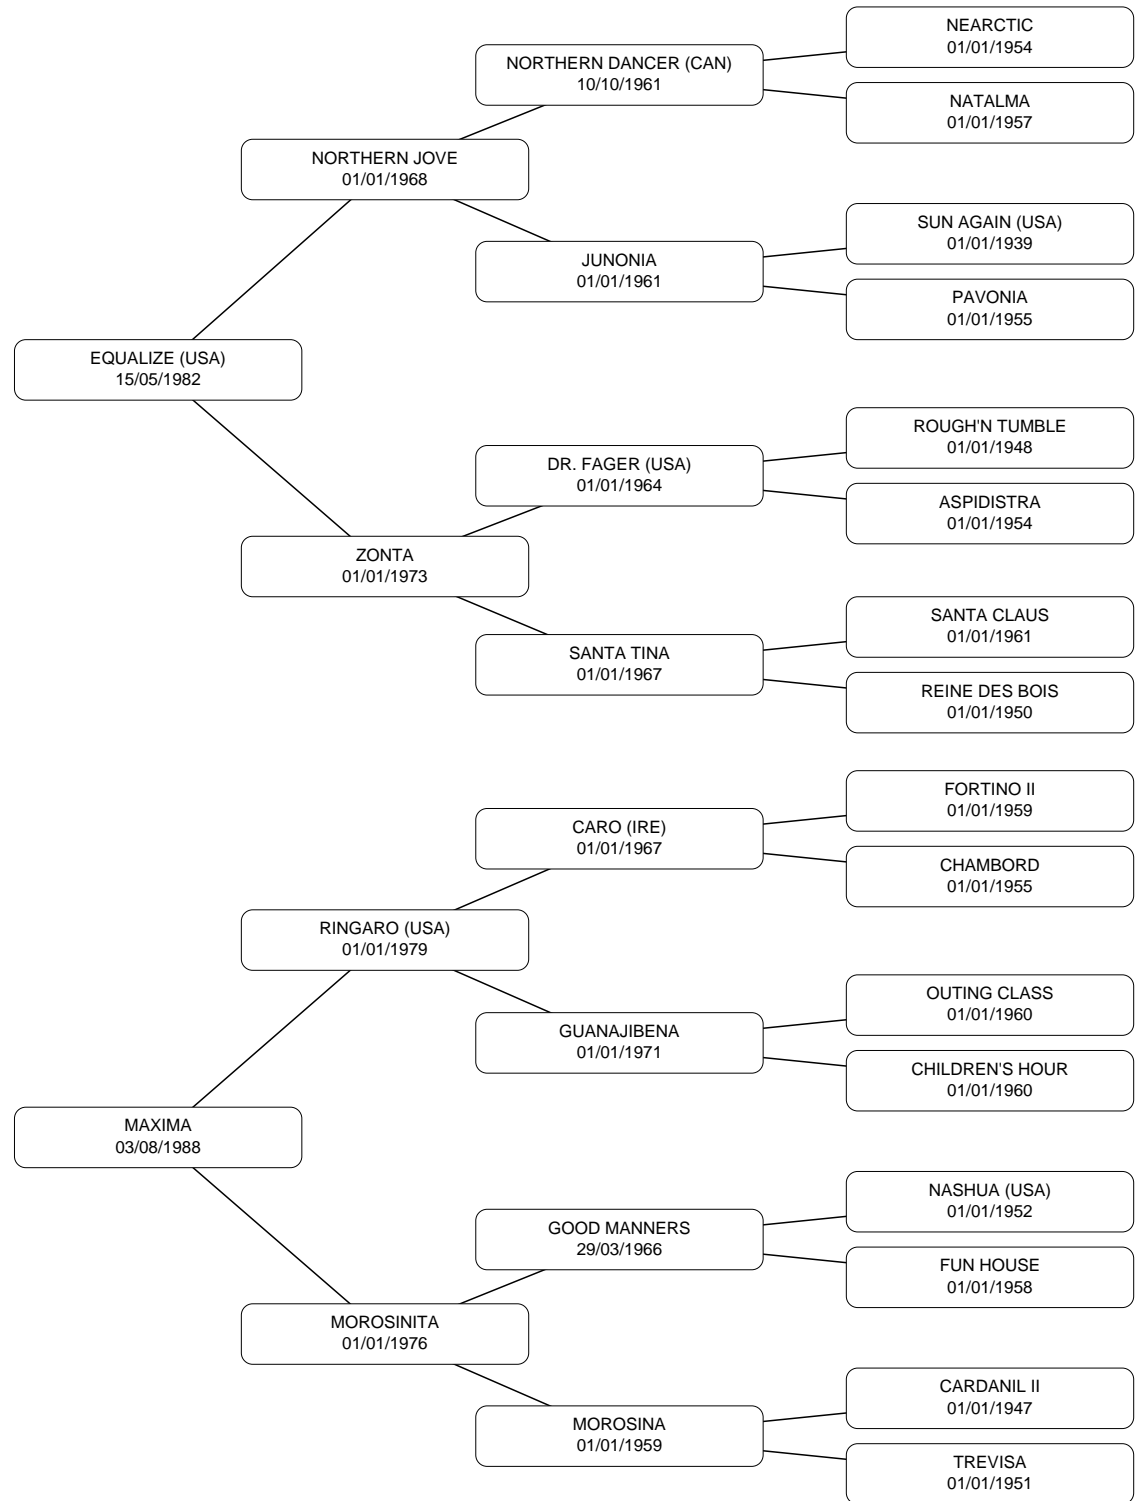 NEARCTIC
01/01/1954
NORTHERN DANCER (CAN)
10/10/1961
NATALMA
01/01/1957
NORTHERN JOVE
01/01/1968
SUN AGAIN (USA)
01/01/1939
JUNONIA
01/01/1961
PAVONIA
01/01/1955
EQUALIZE (USA)
15/05/1982
ROUGH'N TUMBLE
01/01/1948
DR. FAGER (USA)
01/01/1964
ASPIDISTRA
01/01/1954
ZONTA
01/01/1973
SANTA CLAUS
01/01/1961
SANTA TINA
01/01/1967
REINE DES BOIS
01/01/1950
FORTINO II
01/01/1959
CARO (IRE)
01/01/1967
CHAMBORD
01/01/1955
RINGARO (USA)
01/01/1979
OUTING CLASS
01/01/1960
GUANAJIBENA
01/01/1971
CHILDREN'S HOUR
01/01/1960
MAXIMA
03/08/1988
NASHUA (USA)
01/01/1952
GOOD MANNERS
29/03/1966
FUN HOUSE
01/01/1958
MOROSINITA
01/01/1976
CARDANIL II
01/01/1947
MOROSINA
01/01/1959
TREVISA
01/01/1951